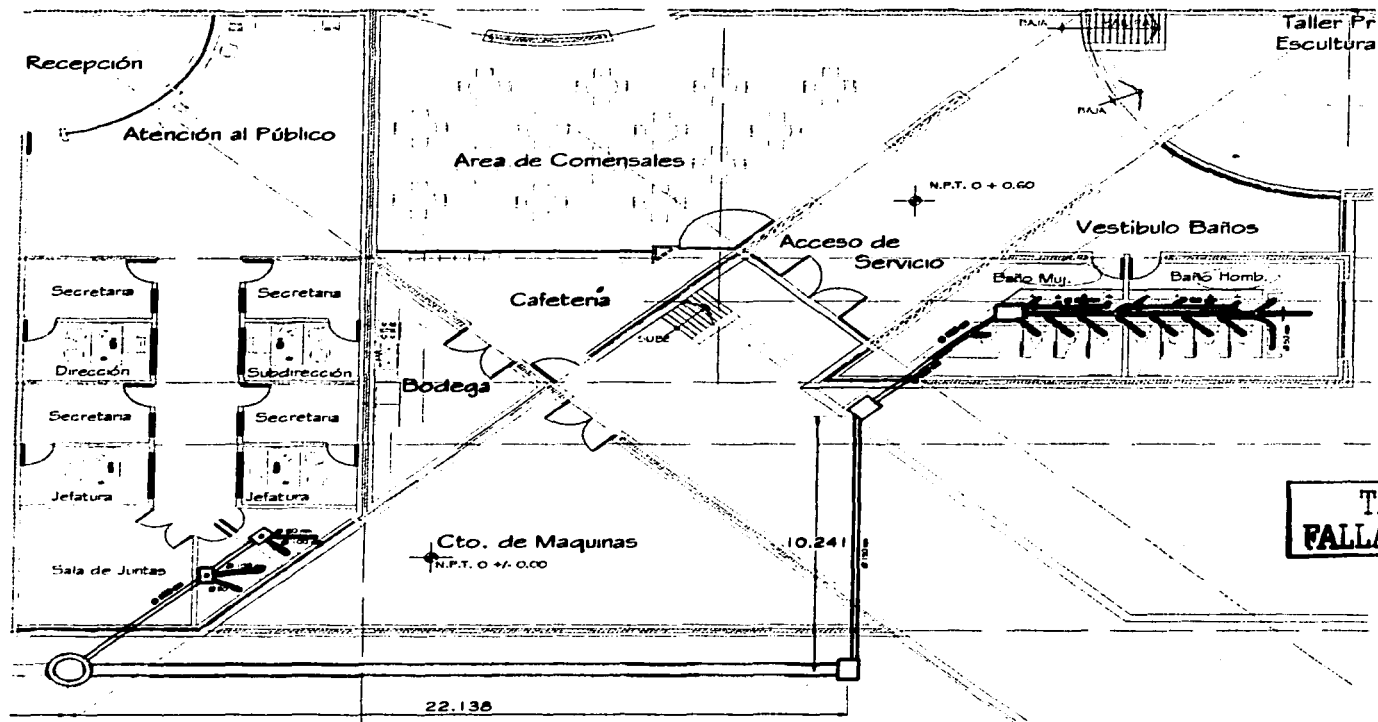 BAJA
Taller Pr
Escultura
Recepción
BAJA
Atención al Público
Area de Comensales
N.P.T. 0 + 0.60
Vestibulo Baños
Acceso de
Servicio
Baño Muj.
Baño Homb.
Secretaria
Secretaria
Cafetería
SUBE
Dirección
Subdirección
Bodega
Secretaria
Secretaria
Jefatura
Jefatura
T
FALLA
Cto. de Maquinas
N.P.T. 0 +/- 0.00
10.241
Sala de Juntas
22.138